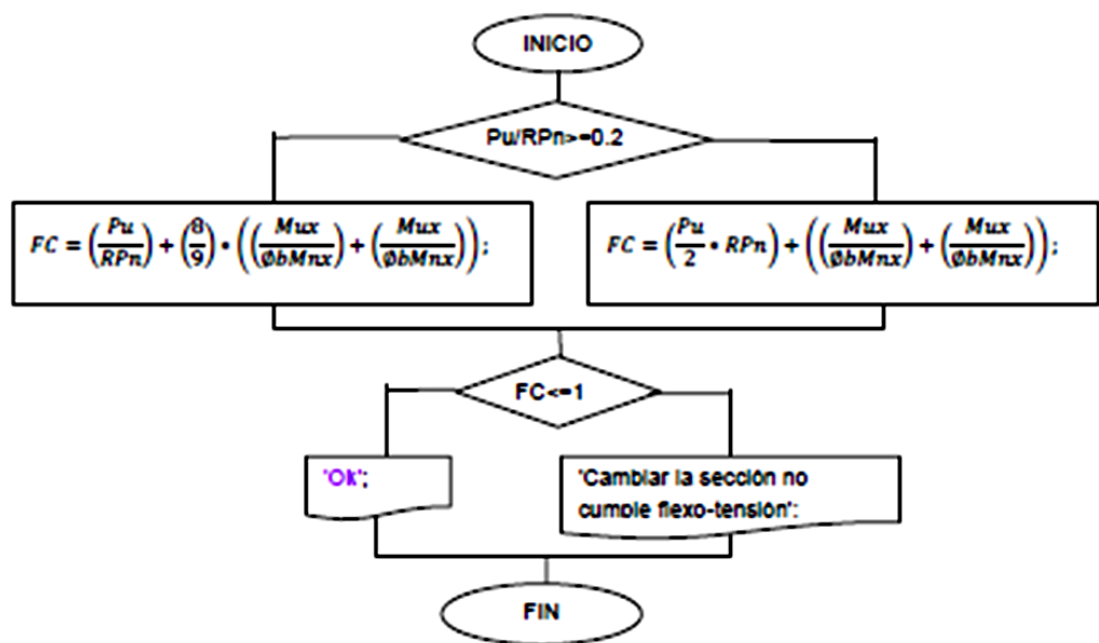 INICIO
Pu/RPn>=0.2
FC = (Pu/RPn) + (8/9) • ((Mux/ØbMnx) + (Mux/ØbMnx));
FC = (Pu/2 • RPn) + ((Mux/ØbMnx) + (Mux/ØbMnx));
FC<=1
'Ok';
'Cambiar la sección no
cumple flexo-tensión';
FIN